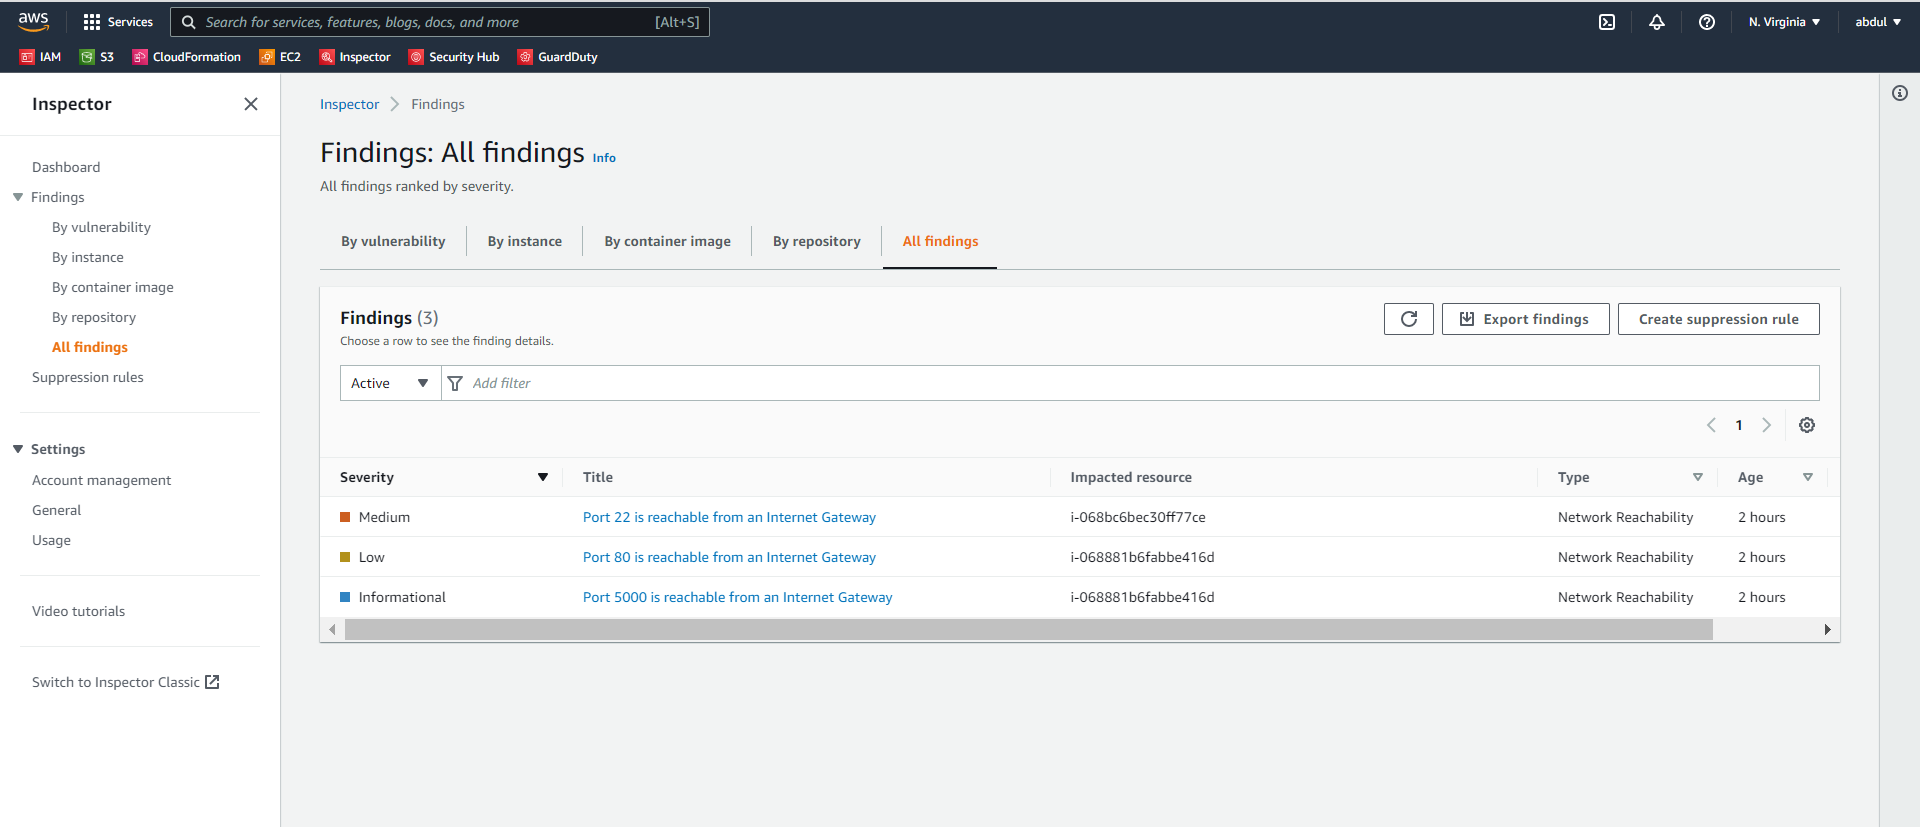 aws Services Search for services, features, blogs, docs, and more [Alt+S] N. Virginia abdul
IAM S3 CloudFormation EC2 Inspector Security Hub GuardDuty
Inspector
Dashboard
Findings
By vulnerability
By instance
By container image
By repository
All findings
Suppression rules
Settings
Account management
General
Usage
Video tutorials
Switch to Inspector Classic
Inspector Findings
Findings: All findings Info
All findings ranked by severity.
By vulnerability By instance By container image By repository All findings
Findings (3)
Choose a row to see the finding details.
Export findings Create suppression rule
Active Add filter
1
Severity Title Impacted resource Type Age
Medium Port 22 is reachable from an Internet Gateway i-068bc6bec30ff77ce Network Reachability 2 hours
Low Port 80 is reachable from an Internet Gateway i-068881b6fabbe416d Network Reachability 2 hours
Informational Port 5000 is reachable from an Internet Gateway i-068881b6fabbe416d Network Reachability 2 hours